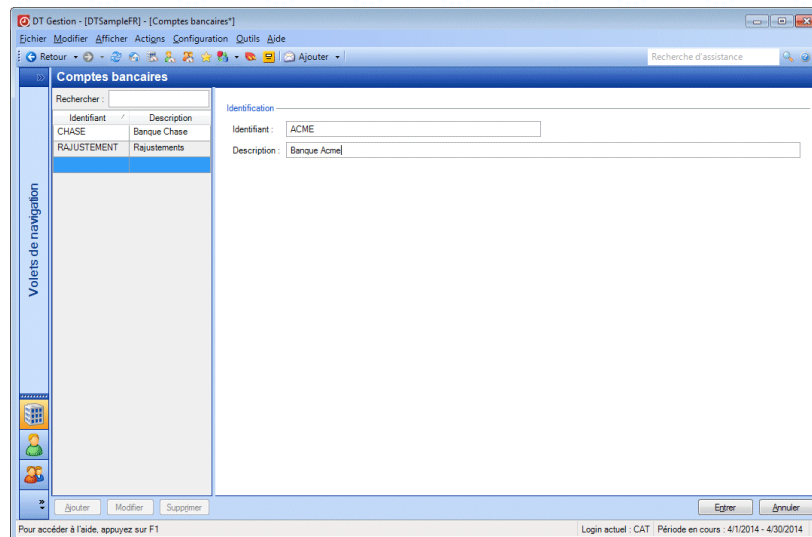 DT Gestion - [DTSampleFR] - [Comptes bancaires*]
Fichier Modifier Afficher Actions Configuration Outils Aide
Retour Ajouter Recherche d'assistance
Comptes bancaires
Rechercher :
Identifiant Description
CHASE Banque Chase
RAJUSTEMENT Rajustements
Identification
Identifiant : ACME
Description : Banque Acme
Volets de navigation
Ajouter Modifier Supprimer Entrer Annuler
Pour accéder à l'aide, appuyez sur F1 Login actuel : CAT Période en cours : 4/1/2014 - 4/30/2014